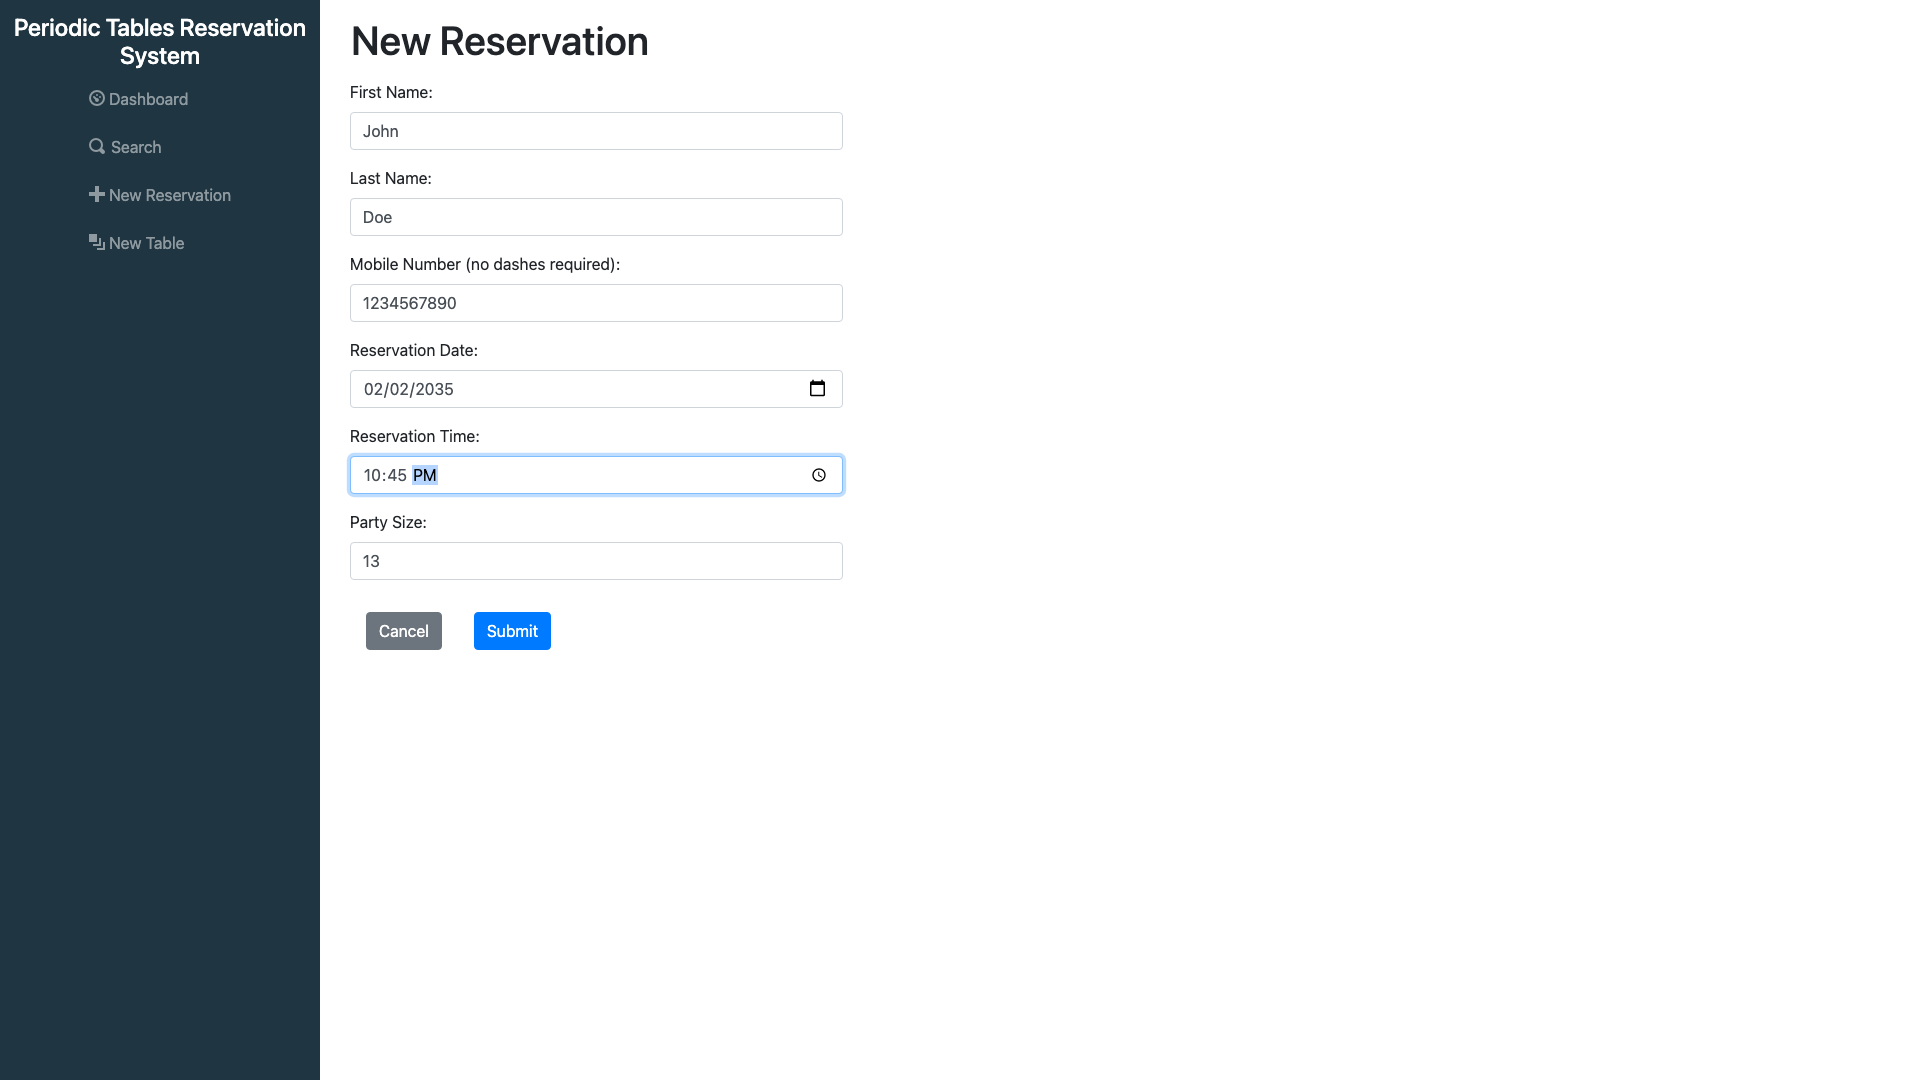 Periodic Tables Reservation
System
Dashboard
Search
New Reservation
New Table
New Reservation
First Name:
John
Last Name:
Doe
Mobile Number (no dashes required):
1234567890
Reservation Date:
02/02/2035
Reservation Time:
10:45 PM
Party Size:
13
Cancel
Submit